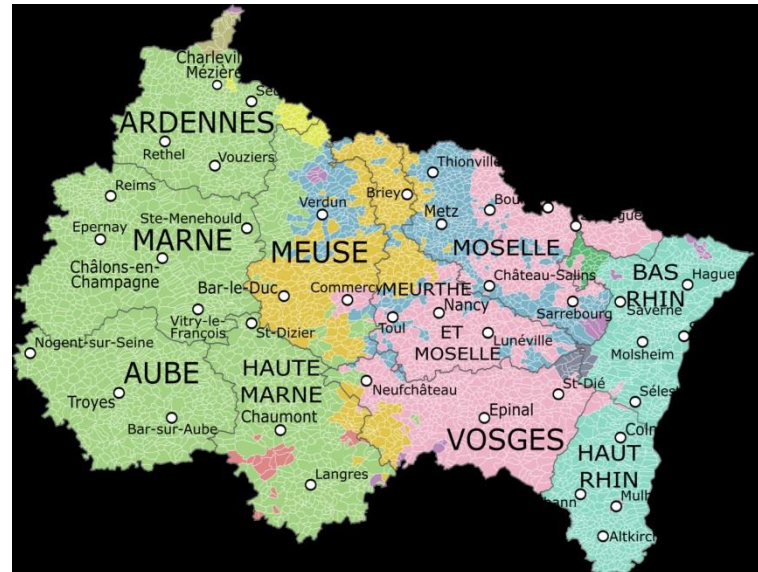 Charlevil
Mézière
ARDENNES
Rethel
Vouziers
Reims
Thionville
Briey
Verdun
Metz
Ste-Menehould
Epernay
MARNE
MEUSE
MOSELLE
Châlons-en-
Champagne
Château-Salins
BAS
RHIN
Haguen
Bar-le-Duc
Commercy
MEURTHE
Nancy
Sarrebourg
Saverne
Vitry-le-
François
St-Dizier
Toul
ET
MOSELLE
Lunéville
Molsheim
Nogent-sur-Seine
AUBE
HAUTE
MARNE
Neufchâteau
St-Dié
Troyes
Chaumont
Epinal
VOSGES
Bar-sur-Aube
HAUT
RHIN
Langres
Altkirch